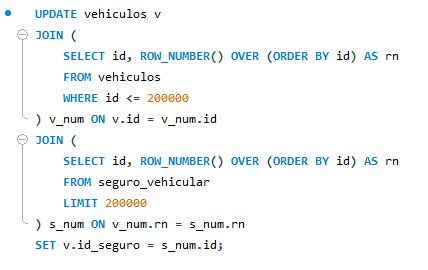 UPDATE vehiculos v
JOIN (
SELECT id, ROW_NUMBER() OVER (ORDER BY id) AS rn
FROM vehiculos
WHERE id <= 200000
) v_num ON v.id = v_num.id
JOIN (
SELECT id, ROW_NUMBER() OVER (ORDER BY id) AS rn
FROM seguro_vehicular
LIMIT 200000
) s_num ON v_num.rn = s_num.rn
SET v.id_seguro = s_num.id;